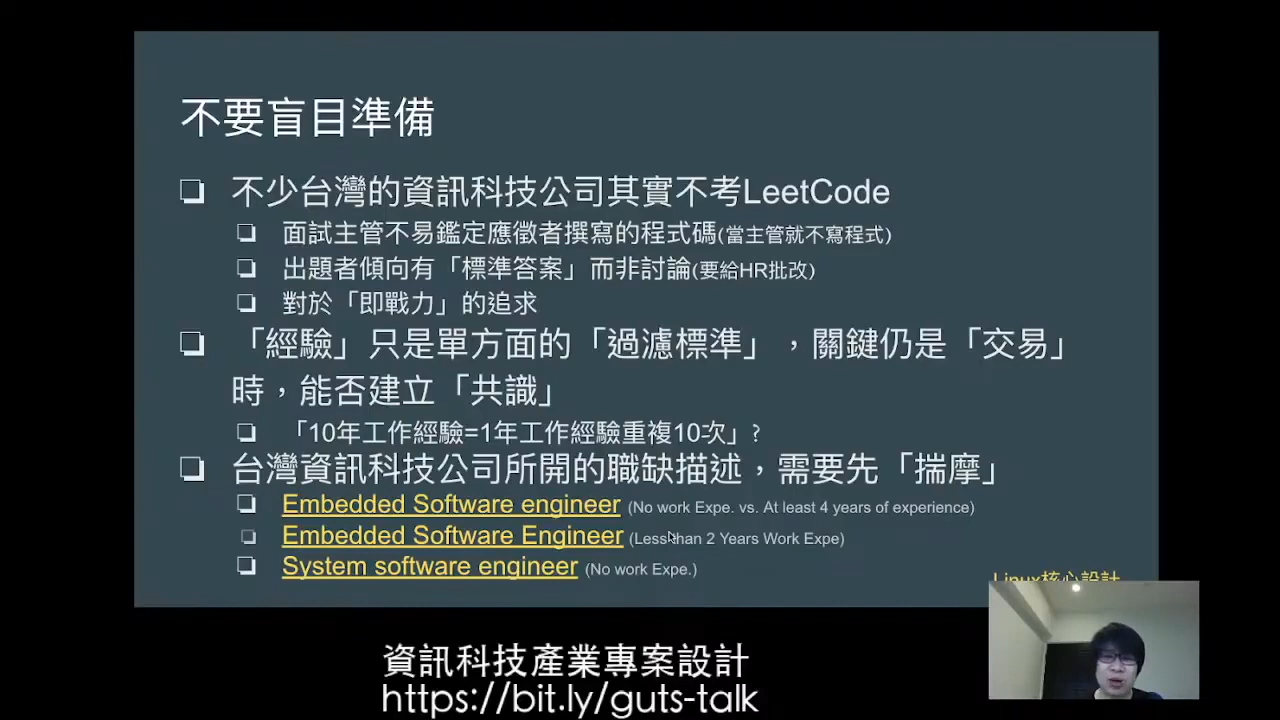 不要盲目準備
不少台灣的資訊科技公司其實不考LeetCode
面試主管不易鑑定應徵者撰寫的程式碼(當主管就不寫程式)
出題者傾向有「標準答案」而非討論(要給HR批改)
對於「即戰力」的追求
「經驗」只是單方面的「過濾標準」，關鍵仍是「交易」
時，能否建立「共識」
「10年工作經驗=1年工作經驗重複10次」?
台灣資訊科技公司所開的職缺描述，需要先「揣摩」
Embedded Software engineer (No work Expe. vs. At least 4 years of experience)
Embedded Software Engineer (Less than 2 Years Work Expe)
System software engineer (No work Expe.)
Linux核心設計
資訊科技產業專案設計
https://bit.ly/guts-talk